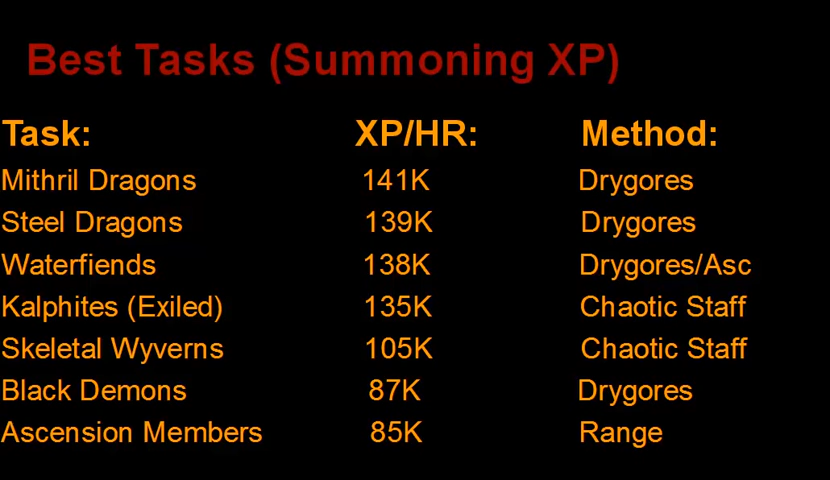 Best Tasks (Summoning XP)
Task: XP/HR: Method:
Mithril Dragons 141K Drygores
Steel Dragons 139K Drygores
Waterfiends 138K Drygores/Asc
Kalphites (Exiled) 135K Chaotic Staff
Skeletal Wyverns 105K Chaotic Staff
Black Demons 87K Drygores
Ascension Members 85K Range